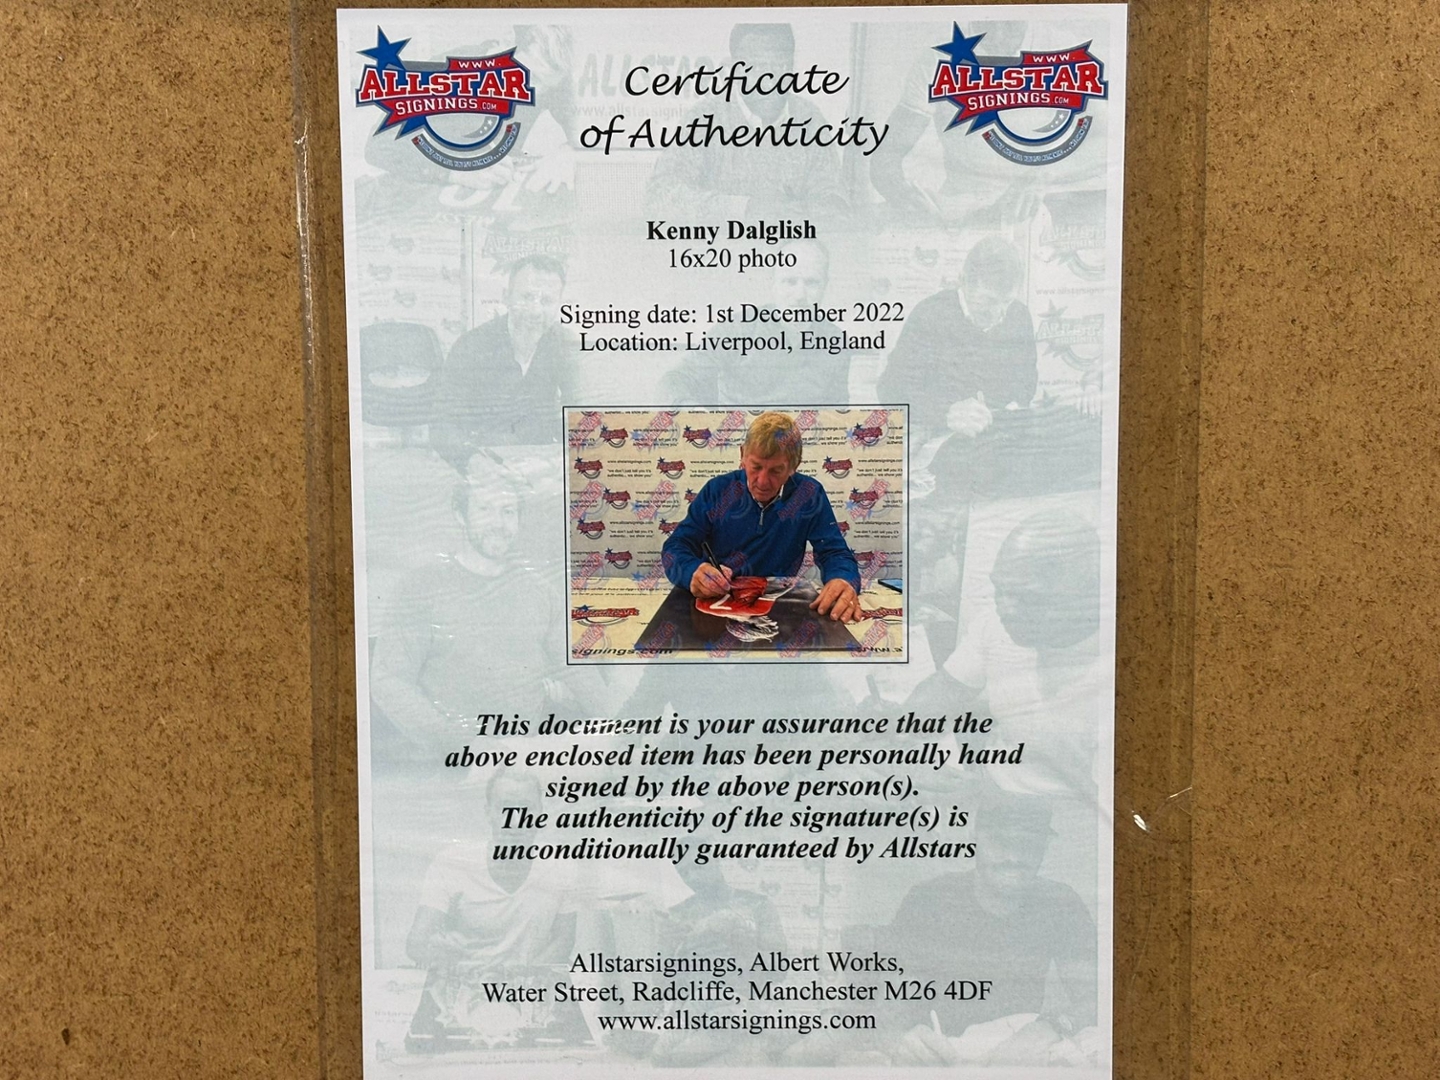 WWW.
ALLSTAR
SIGNINGS.COM
WWW.
ALLSTAR
SIGNINGS.COM
Certificate
of Authenticity
Kenny Dalglish
16x20 photo
Signing date: 1st December 2022
Location: Liverpool, England
This document is your assurance that the
above enclosed item has been personally hand
signed by the above person(s).
The authenticity of the signature(s) is
unconditionally guaranteed by Allstars
Allstarsignings, Albert Works,
Water Street, Radcliffe, Manchester M26 4DF
www.allstarsignings.com